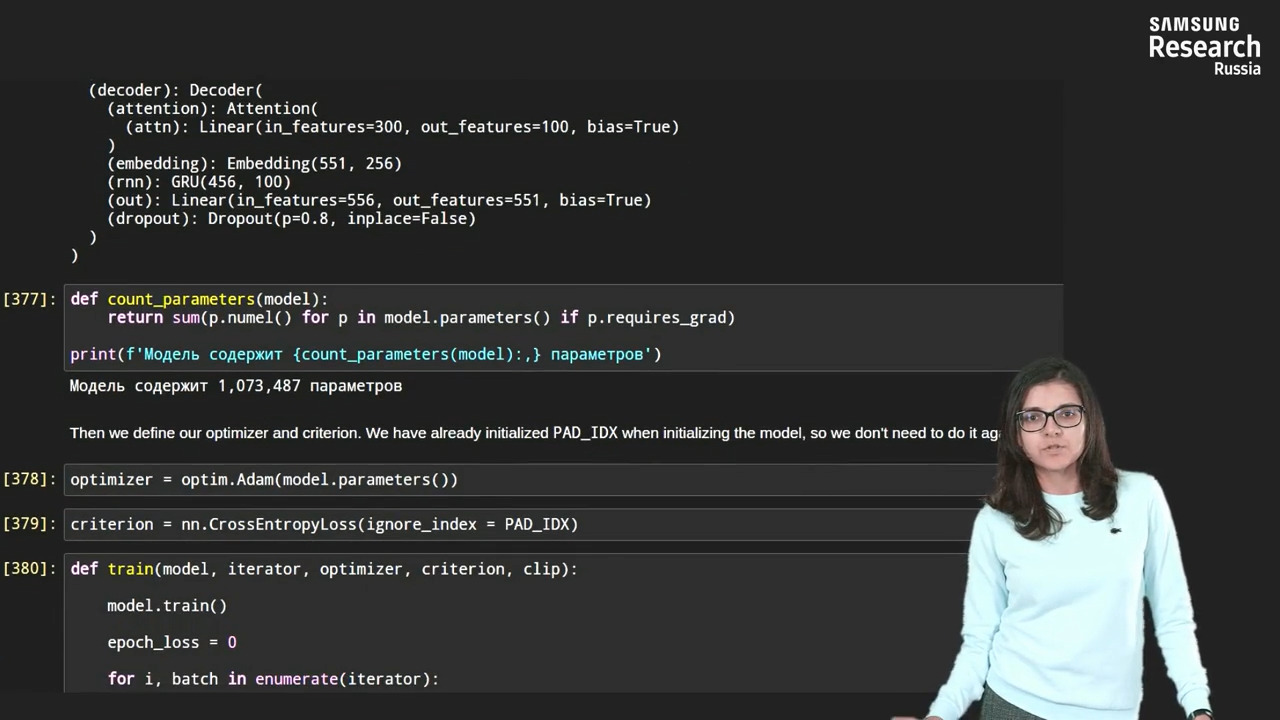 SAMSUNG
Research
Russia
(decoder): Decoder(
(attention): Attention(
(attn): Linear(in_features=300, out_features=100, bias=True)
)
(embedding): Embedding(551, 256)
(rnn): GRU(456, 100)
(out): Linear(in_features=556, out_features=551, bias=True)
(dropout): Dropout(p=0.8, inplace=False)
)
)
[377]: def count_parameters(model):
return sum(p.numel() for p in model.parameters() if p.requires_grad)
print(f'Модель содержит {count_parameters(model):,} параметров')
Модель содержит 1,073,487 параметров
Then we define our optimizer and criterion. We have already initialized PAD_IDX when initializing the model, so we don't need to do it
[378]: optimizer = optim.Adam(model.parameters())
[379]: criterion = nn.CrossEntropyLoss(ignore_index = PAD_IDX)
[380]: def train(model, iterator, optimizer, criterion, clip):
model.train()
epoch_loss = 0
for i, batch in enumerate(iterator):